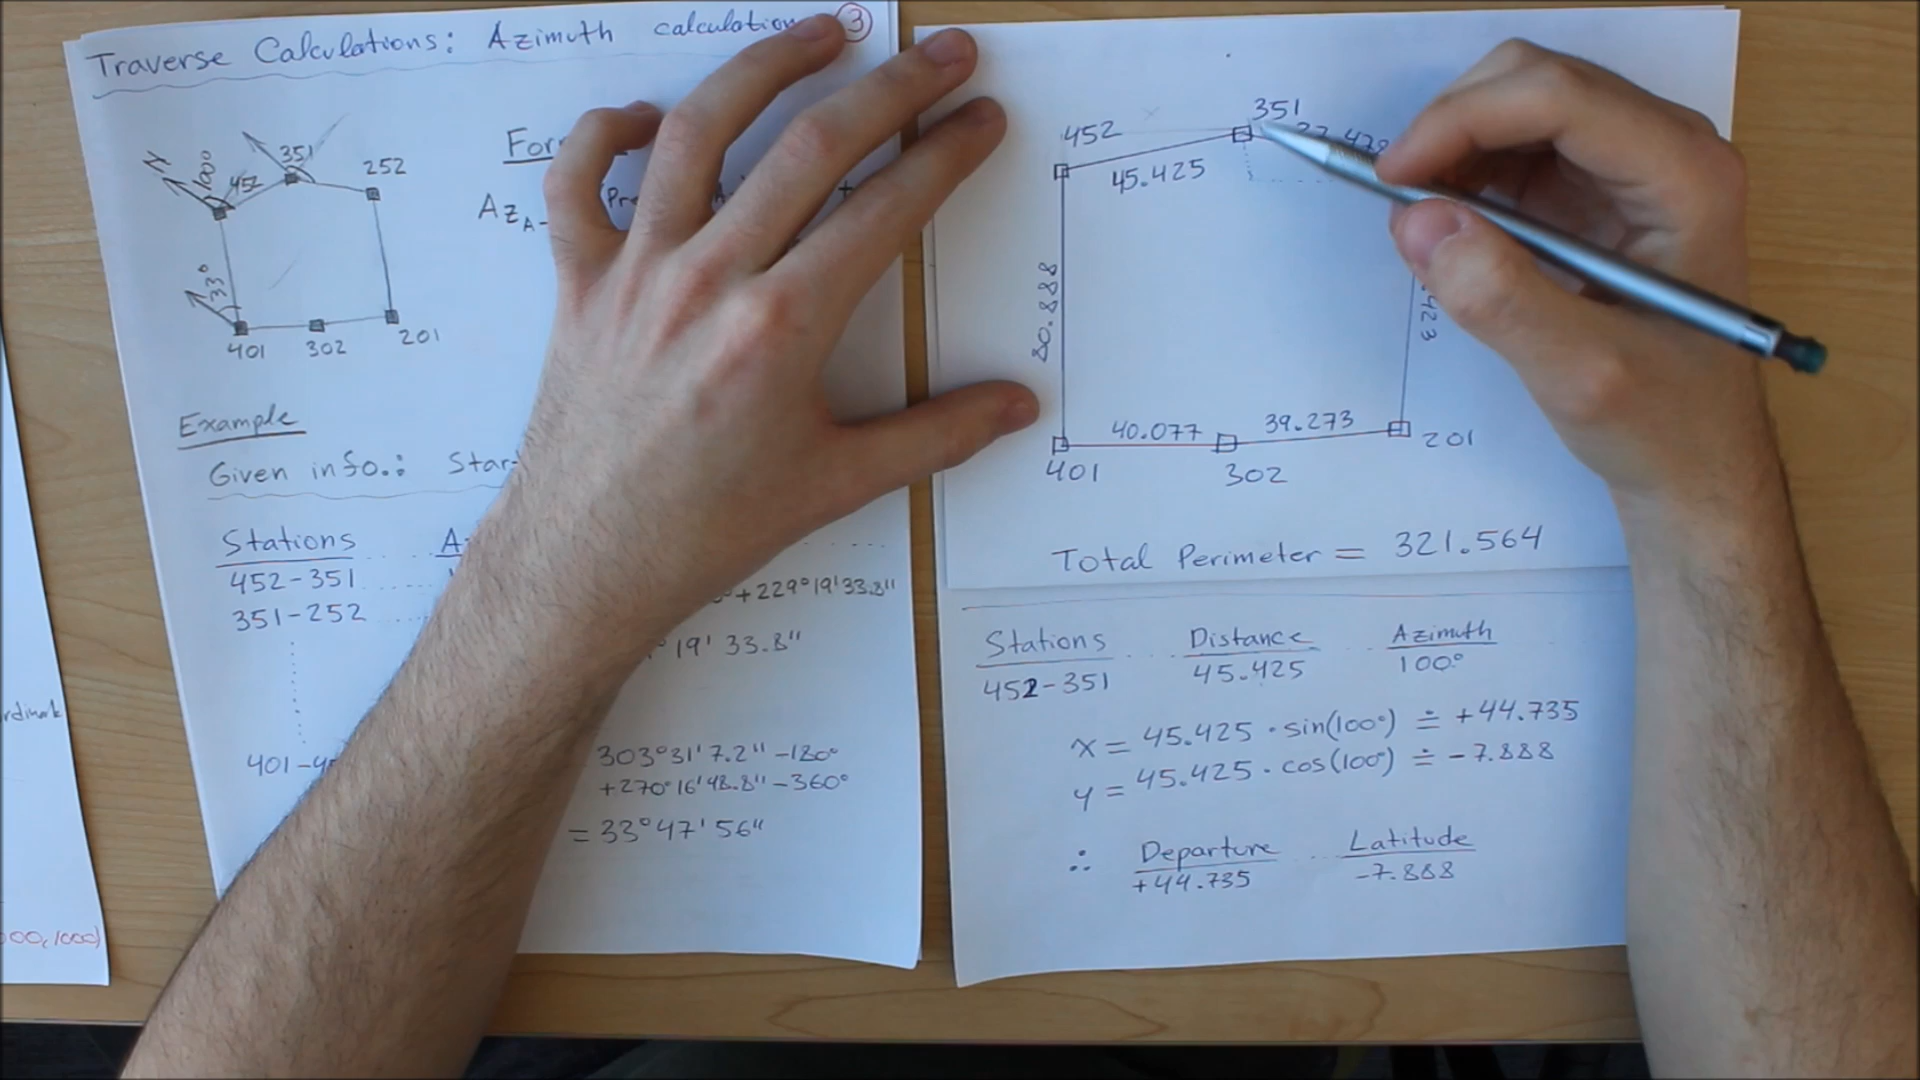 Traverse Calculations: Azimuth calculation 3
N
100°
452
351
252
33°
401
302
201
Example
Given info.:
Stations
452-351
+229°19'33.8"
351-252
19' 33.8"
303°31'7.2" -180°
+270°16'48.8" -360°
= 33°47'56"
00,1000)
452
351
45.425
80.888
423
40.077
39.273
401
302
201
Total Perimeter = 321.564
Stations Distance Azimuth
452-351 45.425 100°
x = 45.425 · sin(100°) ≐ +44.735
y = 45.425 · cos(100°) ≐ -7.888
∴ Departure Latitude
+44.735 -7.888